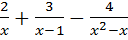 2/x + 3/(x−1) − 4/(x²−x)